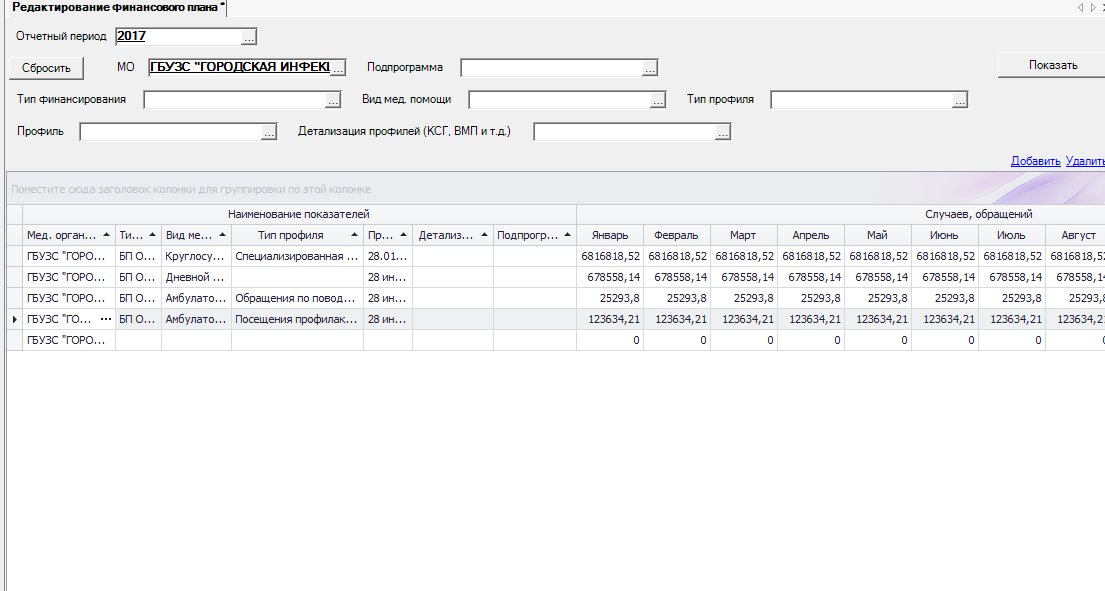 Редактирование Финансового плана *
Отчетный период 2017 ...
Сбросить МО ГБУЗС "ГОРОДСКАЯ ИНФЕКЦ ... Подпрограмма ... Показать
Тип финансирования ... Вид мед. помощи ... Тип профиля ...
Профиль ... Детализация профилей (КСГ, ВМП и т.д.) ...
Добавить Удалить
Поместите сюда заголовок колонки для группировки по этой колонке
Наименование показателей Случаев, обращений
Мед. орган... Ти... Вид ме... Тип профиля Пр... Детализ... Подпрогр... Январь Февраль Март Апрель Май Июнь Июль Август
ГБУЗС "ГОРО... БП О... Круглосу... Специализированная ... 28.01... 6816818,52 6816818,52 6816818,52 6816818,52 6816818,52 6816818,52 6816818,52 6816818,52
ГБУЗС "ГОРО... БП О... Дневной ... 28 ин... 678558,14 678558,14 678558,14 678558,14 678558,14 678558,14 678558,14 678558,14
ГБУЗС "ГОРО... БП О... Амбулато... Обращения по повод... 28 ин... 25293,8 25293,8 25293,8 25293,8 25293,8 25293,8 25293,8 25293,8
ГБУЗС "ГО... ... БП О... Амбулато... Посещения профилак... 28 ин... 123634,21 123634,21 123634,21 123634,21 123634,21 123634,21 123634,21 123634,21
ГБУЗС "ГОРО... 0 0 0 0 0 0 0 0